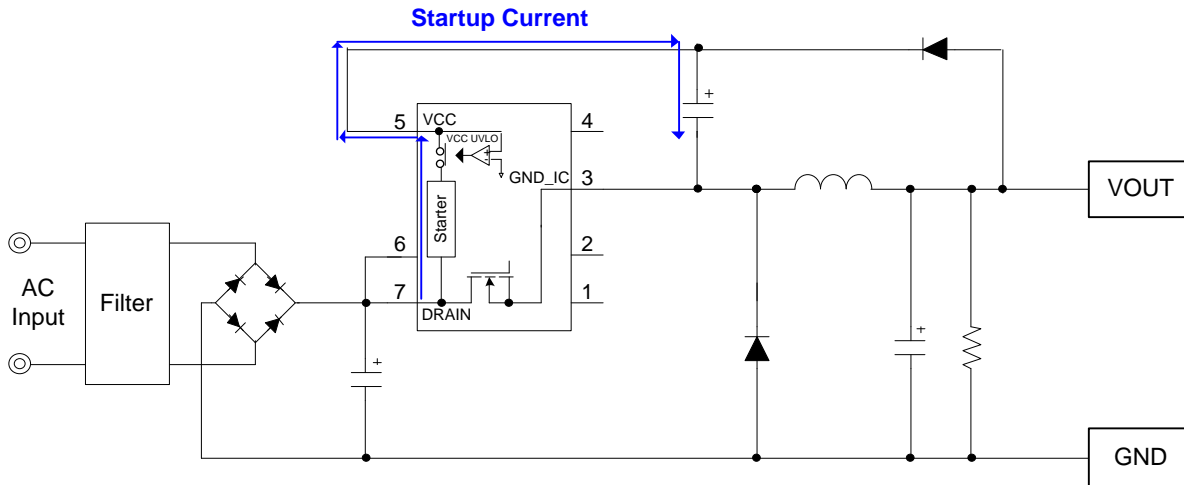 Startup Current
5
VCC
4
VCC UVLO
GND_IC
3
VOUT
Starter
6
2
AC
Input
Filter
7
1
DRAIN
GND
+
+
+
+
-